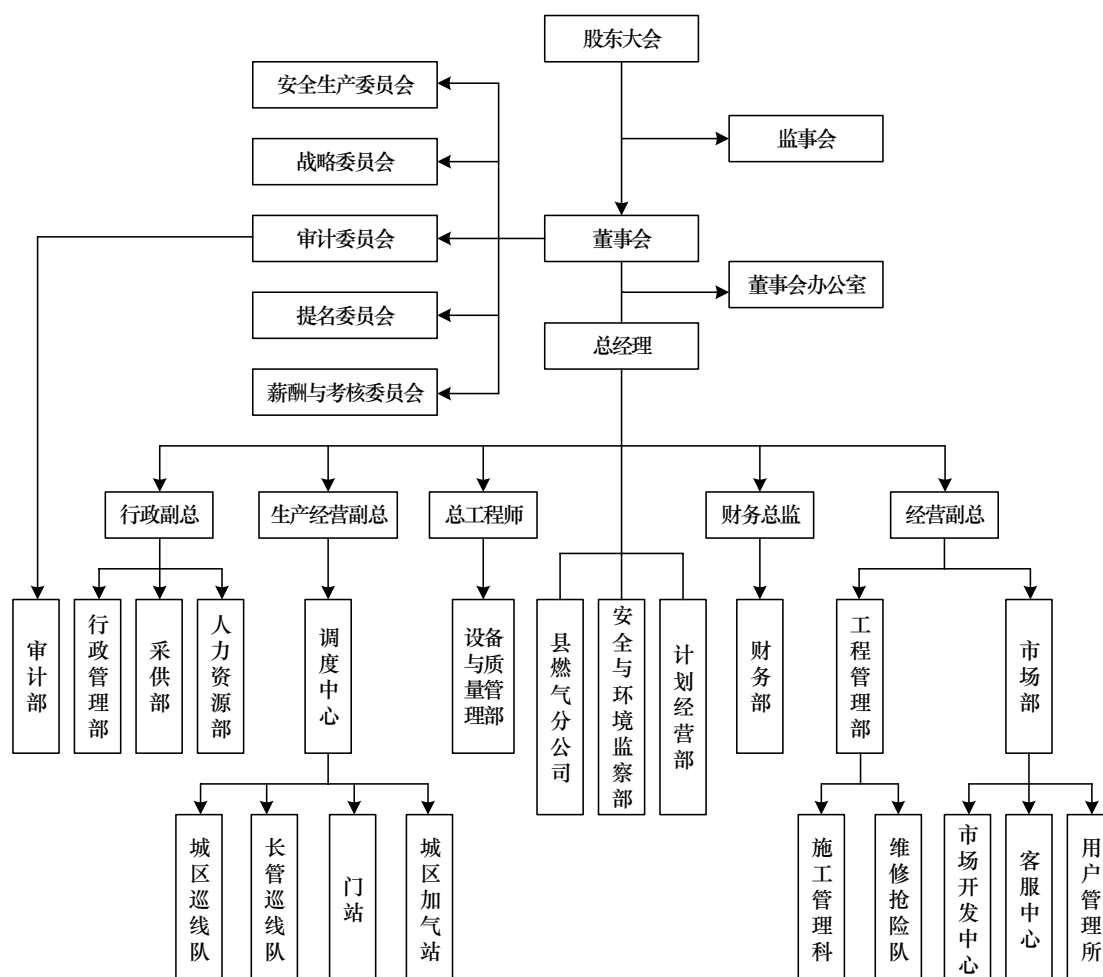 股东大会
安全生产委员会
监事会
战略委员会
审计委员会
董事会
董事会办公室
提名委员会
总经理
薪酬与考核委员会
行政副总
生产经营副总
总工程师
财务总监
经营副总
审计部
行政管理部
采供部
人力资源部
调度中心
设备与质量管理部
县燃气分公司
安全与环境监察部
计划经营部
财务部
工程管理部
市场部
城区巡线队
长管巡线队
门站
城区加气站
施工管理科
维修抢险队
市场开发中心
客服中心
用户管理所